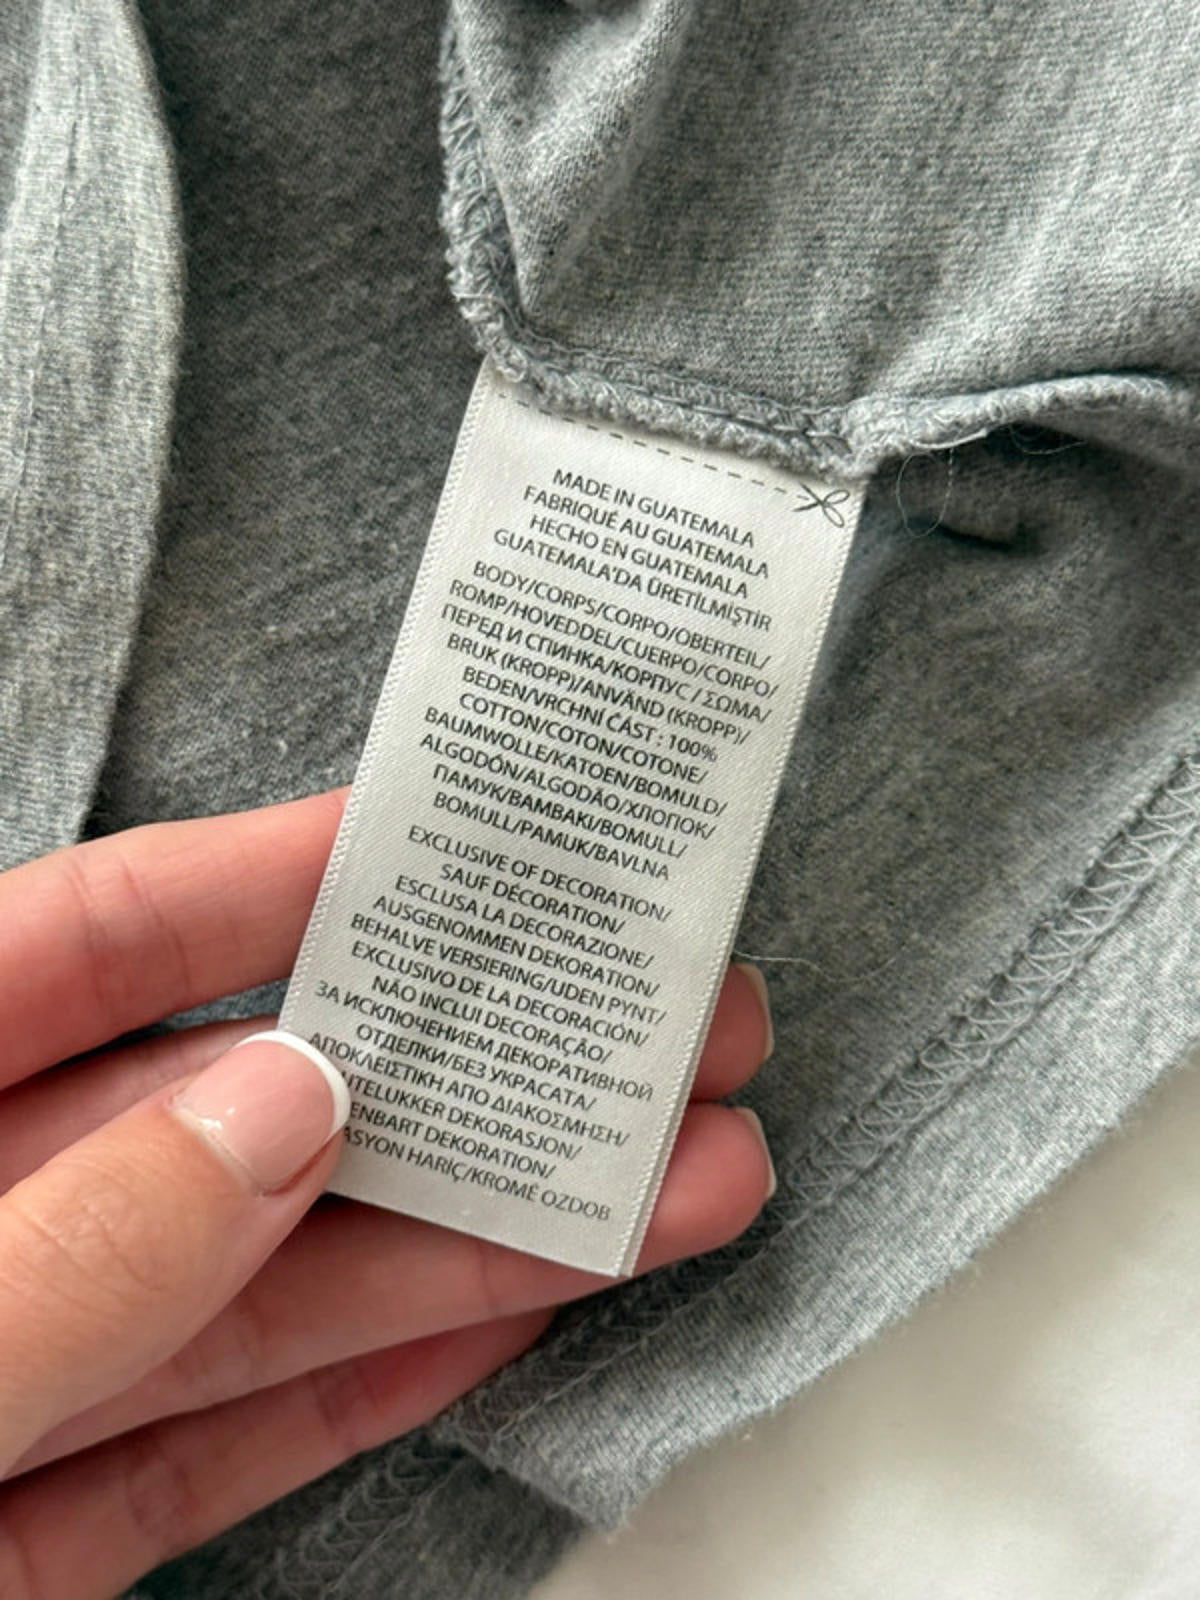 MADE IN GUATEMALA
FABRIQUÉ AU GUATEMALA
HECHO EN GUATEMALA
GUATEMALA'DA ÜRETİLMİŞTİR
BODY/CORPS/CORPO/OBERTEIL/
ROMP/HOVEDDEL/CUERPO/CORPO/
ПЕРЕД И СПИНКА/КОРПУС / ΣΩΜΑ/
BRUK (KROPP)/ANVÄND (KROPP)/
BEDEN/VRCHNÍ ČÁST : 100%
COTTON/COTON/COTONE/
BAUMWOLLE/KATOEN/BOMULD/
ALGODÓN/ALGODÃO/ХЛОПОК/
ПАМУК/ΒΑΜΒΑΚΙ/BOMULL/
BOMULL/PAMUK/BAVLNA
EXCLUSIVE OF DECORATION/
SAUF DÉCORATION/
ESCLUSA LA DECORAZIONE/
AUSGENOMMEN DEKORATION/
BEHALVE VERSIERING/UDEN PYNT/
EXCLUSIVO DE LA DECORACIÓN/
NÃO INCLUI DECORAÇÃO/
ЗА ИСКЛЮЧЕНИЕМ ДЕКОРАТИВНОЙ
ОТДЕЛКИ/БЕЗ УКРАСАТА/
ΑΠΟΚΛΕΙΣΤΙΚΗ ΑΠΟ ΔΙΑΚΟΣΜΗΣΗ/
DEKORASJON/
DEKORATION/
HARİÇ/KROMĚ OZDOB